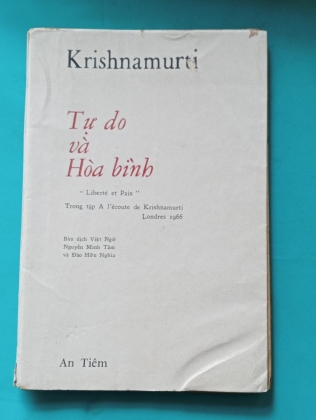 Krishnamurti
Tự do
và
Hòa bình
" Liberté et Paix "
Trong tập A l'écoute de Krishnamurti
Londres 1966
Bản dịch Việt Ngữ
Nguyễn Minh Tâm
và Đào Hữu Nghĩa
An Tiêm